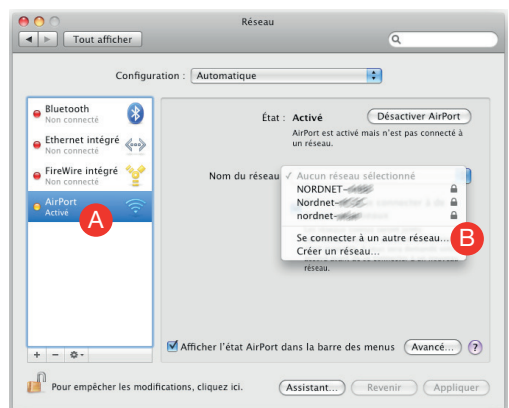 Réseau
Tout afficher
Configuration : Automatique
Bluetooth
Non connecté
Ethernet intégré
Non connecté
FireWire intégré
Non connecté
AirPort
Activé
A
État : Activé
Désactiver AirPort
AirPort est activé mais n'est pas connecté à
un réseau.
Nom du réseau
✓ Aucun réseau sélectionné
NORDNET-
Nordnet-
nordnet-
Se connecter à un autre réseau...
B
Créer un réseau...
réseau.
Afficher l'état AirPort dans la barre des menus
Avancé... ?
+ −
Pour empêcher les modifications, cliquez ici.
Assistant... Revenir Appliquer